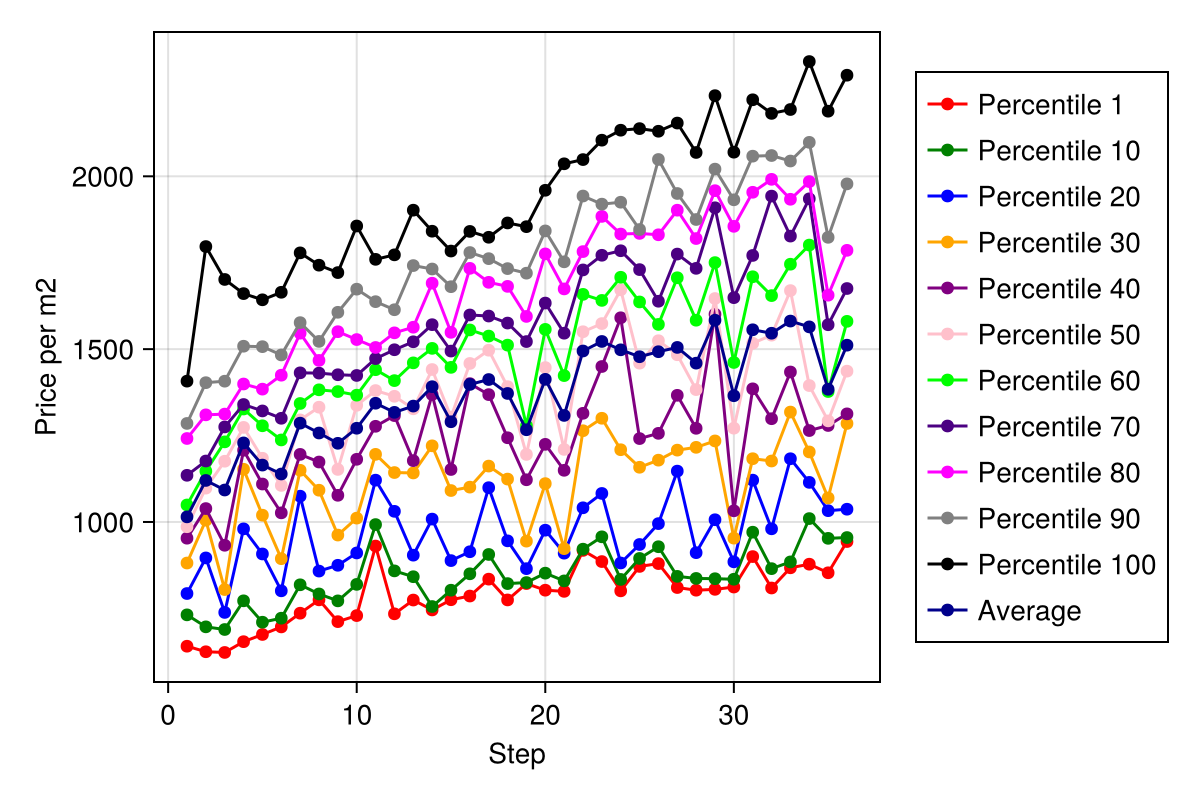 Price per m2
2000
1500
1000
0
10
20
30
Step
Percentile 1
Percentile 10
Percentile 20
Percentile 30
Percentile 40
Percentile 50
Percentile 60
Percentile 70
Percentile 80
Percentile 90
Percentile 100
Average